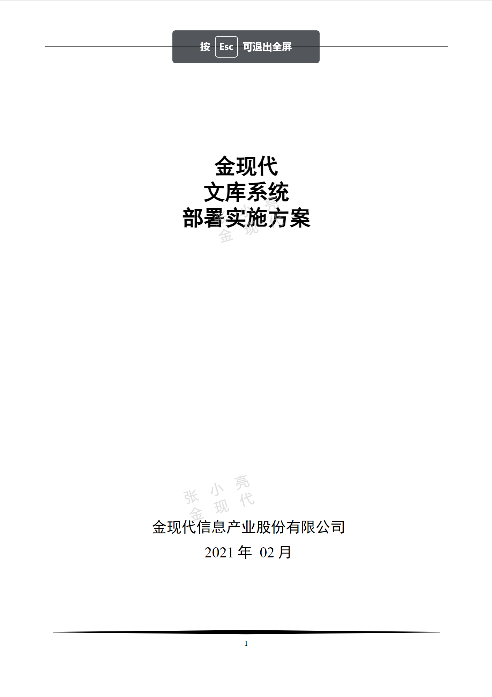 按 Esc 可退出全屏
金现代
文库系统
部署实施方案
金 现
张 小 亮
金 现 代
金现代信息产业股份有限公司
2021 年 02 月
1